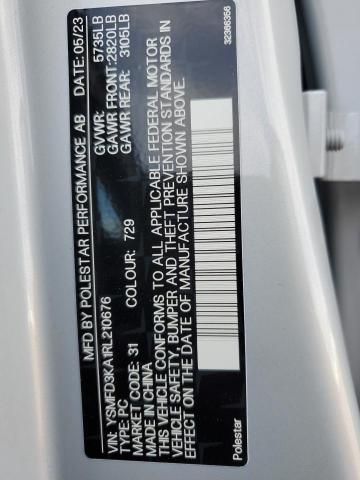 MFD BY POLESTAR PERFORMANCE AB DATE: 05/23
GVWR: 5735LB
GAWR FRONT:2820LB
GAWR REAR: 3105LB
VIN: YSMFD3KA1RL210676
TYPE: PC
MARKET CODE: 31 COLOUR: 729
MADE IN CHINA
THIS VEHICLE CONFORMS TO ALL APPLICABLE FEDERAL MOTOR
VEHICLE SAFETY, BUMPER AND THEFT PREVENTION STANDARDS IN
EFFECT ON THE DATE OF MANUFACTURE SHOWN ABOVE.
Polestar
32366356